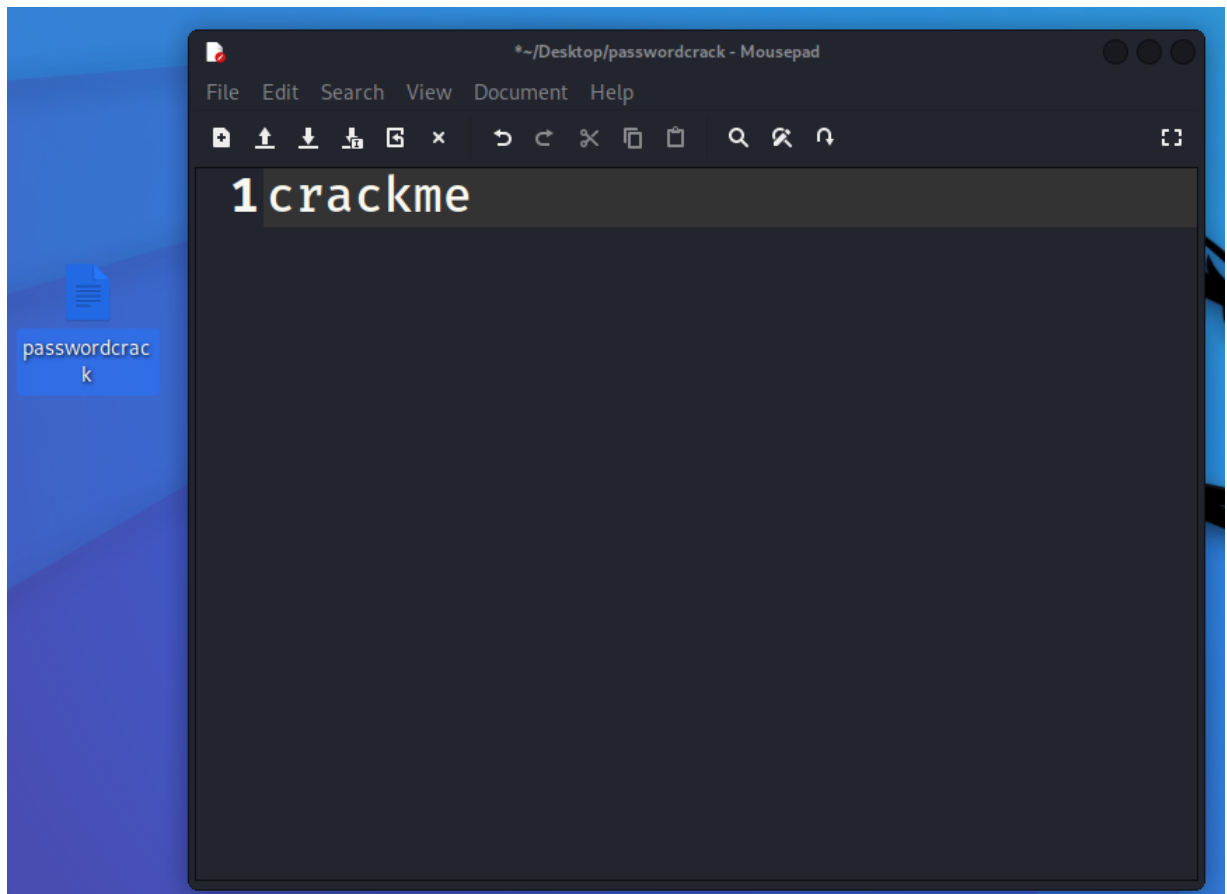 *~/Desktop/passwordcrack - Mousepad
File Edit Search View Document Help
1 crackme
passwordcrac
k